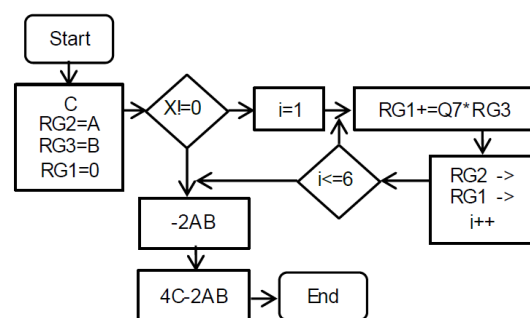 Start
C
RG2=A
RG3=B
RG1=0
X!=0
i=1
RG1+=Q7*RG3
RG2 ->
RG1 ->
i++
i<=6
-2AB
4C-2AB
End